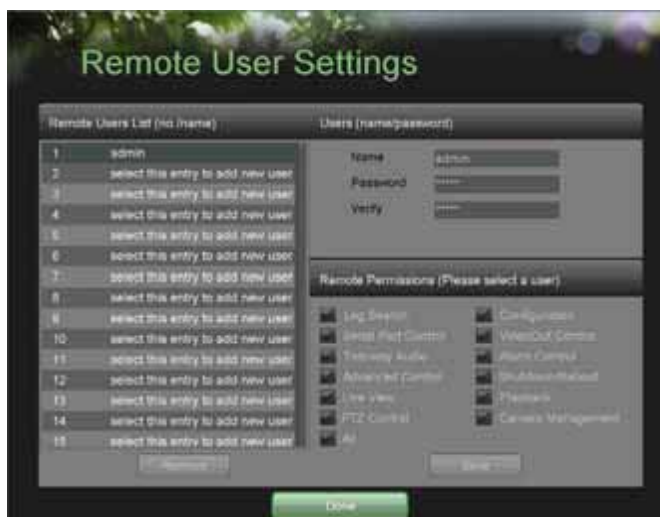 Remote User Settings
Remote Users List (no./name)
1 admin
2 select this entry to add new user
3 select this entry to add new user
4 select this entry to add new user
5 select this entry to add new user
6 select this entry to add new user
7 select this entry to add new user
8 select this entry to add new user
9 select this entry to add new user
10 select this entry to add new user
11 select this entry to add new user
12 select this entry to add new user
13 select this entry to add new user
14 select this entry to add new user
15 select this entry to add new user
Remove
Users (name/password)
Name admin
Password *****
Verify *****
Remote Permissions (Please select a user)
Log Search Configuration
Serial Port Control VideoOut Control
Two-way Audio Alarm Control
Advanced Control Shutdown/Reboot
Live View Playback
PTZ Control Camera Management
All
Save
Done